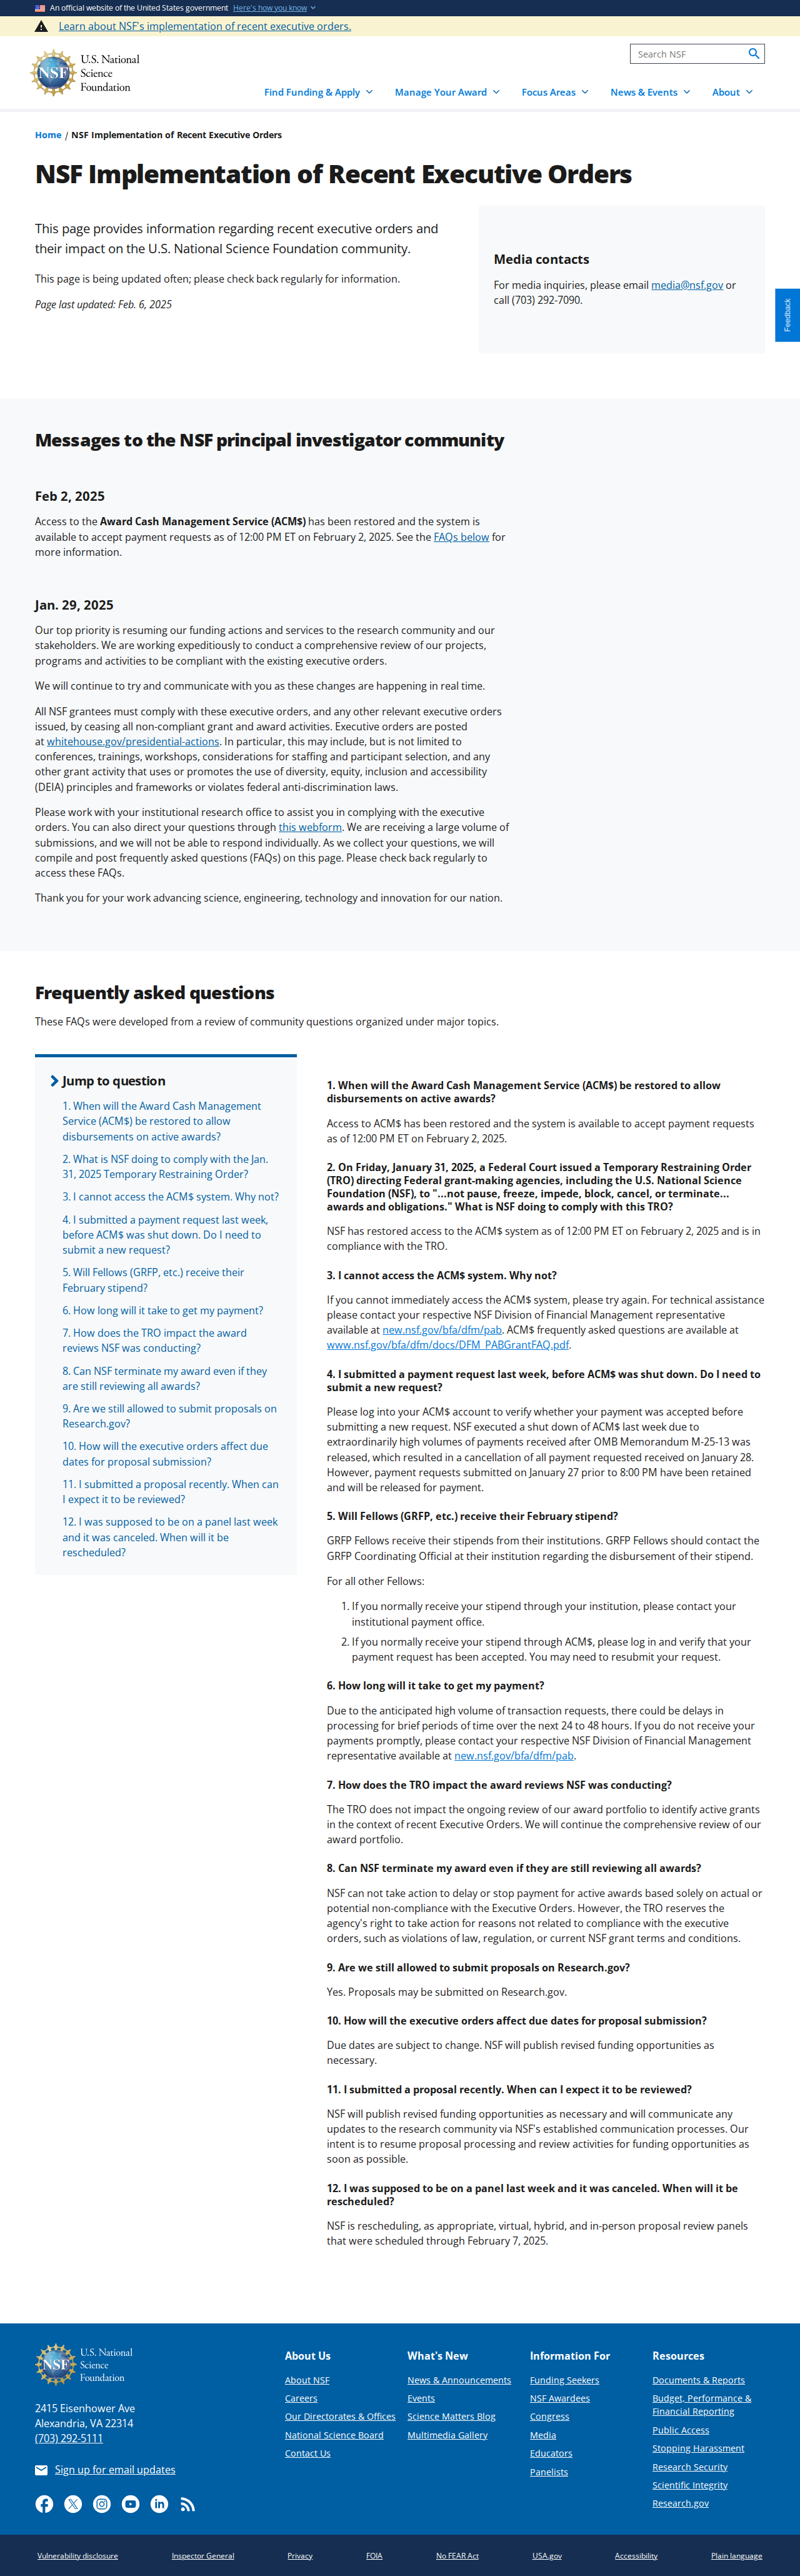 An official website of the United States government Here's how you know
Learn about NSF's implementation of recent executive orders.
NSF
U.S. National
Science
Foundation
Search NSF
Find Funding & Apply
Manage Your Award
Focus Areas
News & Events
About
Home / NSF Implementation of Recent Executive Orders
NSF Implementation of Recent Executive Orders
This page provides information regarding recent executive orders and
their impact on the U.S. National Science Foundation community.
This page is being updated often; please check back regularly for information.
Page last updated: Feb. 6, 2025
Media contacts
For media inquiries, please email media@nsf.gov or
call (703) 292-7090.
Feedback
Messages to the NSF principal investigator community
Feb 2, 2025
Access to the Award Cash Management Service (ACM$) has been restored and the system is
available to accept payment requests as of 12:00 PM ET on February 2, 2025. See the FAQs below for
more information.
Jan. 29, 2025
Our top priority is resuming our funding actions and services to the research community and our
stakeholders. We are working expeditiously to conduct a comprehensive review of our projects,
programs and activities to be compliant with the existing executive orders.
We will continue to try and communicate with you as these changes are happening in real time.
All NSF grantees must comply with these executive orders, and any other relevant executive orders
issued, by ceasing all non-compliant grant and award activities. Executive orders are posted
at whitehouse.gov/presidential-actions. In particular, this may include, but is not limited to
conferences, trainings, workshops, considerations for staffing and participant selection, and any
other grant activity that uses or promotes the use of diversity, equity, inclusion and accessibility
(DEIA) principles and frameworks or violates federal anti-discrimination laws.
Please work with your institutional research office to assist you in complying with the executive
orders. You can also direct your questions through this webform. We are receiving a large volume of
submissions, and we will not be able to respond individually. As we collect your questions, we will
compile and post frequently asked questions (FAQs) on this page. Please check back regularly to
access these FAQs.
Thank you for your work advancing science, engineering, technology and innovation for our nation.
Frequently asked questions
These FAQs were developed from a review of community questions organized under major topics.
Jump to question
1. When will the Award Cash Management
Service (ACM$) be restored to allow
disbursements on active awards?
2. What is NSF doing to comply with the Jan.
31, 2025 Temporary Restraining Order?
3. I cannot access the ACM$ system. Why not?
4. I submitted a payment request last week,
before ACM$ was shut down. Do I need to
submit a new request?
5. Will Fellows (GRFP, etc.) receive their
February stipend?
6. How long will it take to get my payment?
7. How does the TRO impact the award
reviews NSF was conducting?
8. Can NSF terminate my award even if they
are still reviewing all awards?
9. Are we still allowed to submit proposals on
Research.gov?
10. How will the executive orders affect due
dates for proposal submission?
11. I submitted a proposal recently. When can
I expect it to be reviewed?
12. I was supposed to be on a panel last week
and it was canceled. When will it be
rescheduled?
1. When will the Award Cash Management Service (ACM$) be restored to allow
disbursements on active awards?
Access to ACM$ has been restored and the system is available to accept payment requests
as of 12:00 PM ET on February 2, 2025.
2. On Friday, January 31, 2025, a Federal Court issued a Temporary Restraining Order
(TRO) directing Federal grant-making agencies, including the U.S. National Science
Foundation (NSF), to "...not pause, freeze, impede, block, cancel, or terminate...
awards and obligations." What is NSF doing to comply with this TRO?
NSF has restored access to the ACM$ system as of 12:00 PM ET on February 2, 2025 and is in
compliance with the TRO.
3. I cannot access the ACM$ system. Why not?
If you cannot immediately access the ACM$ system, please try again. For technical assistance
please contact your respective NSF Division of Financial Management representative
available at new.nsf.gov/bfa/dfm/pab. ACM$ frequently asked questions are available at
www.nsf.gov/bfa/dfm/docs/DFM_PABGrantFAQ.pdf.
4. I submitted a payment request last week, before ACM$ was shut down. Do I need to
submit a new request?
Please log into your ACM$ account to verify whether your payment was accepted before
submitting a new request. NSF executed a shut down of ACM$ last week due to
extraordinarily high volumes of payments received after OMB Memorandum M-25-13 was
released, which resulted in a cancellation of all payment requested received on January 28.
However, payment requests submitted on January 27 prior to 8:00 PM have been retained
and will be released for payment.
5. Will Fellows (GRFP, etc.) receive their February stipend?
GRFP Fellows receive their stipends from their institutions. GRFP Fellows should contact the
GRFP Coordinating Official at their institution regarding the disbursement of their stipend.
For all other Fellows:
1. If you normally receive your stipend through your institution, please contact your
institutional payment office.
2. If you normally receive your stipend through ACM$, please log in and verify that your
payment request has been accepted. You may need to resubmit your request.
6. How long will it take to get my payment?
Due to the anticipated high volume of transaction requests, there could be delays in
processing for brief periods of time over the next 24 to 48 hours. If you do not receive your
payments promptly, please contact your respective NSF Division of Financial Management
representative available at new.nsf.gov/bfa/dfm/pab.
7. How does the TRO impact the award reviews NSF was conducting?
The TRO does not impact the ongoing review of our award portfolio to identify active grants
in the context of recent Executive Orders. We will continue the comprehensive review of our
award portfolio.
8. Can NSF terminate my award even if they are still reviewing all awards?
NSF can not take action to delay or stop payment for active awards based solely on actual or
potential non-compliance with the Executive Orders. However, the TRO reserves the
agency's right to take action for reasons not related to compliance with the executive
orders, such as violations of law, regulation, or current NSF grant terms and conditions.
9. Are we still allowed to submit proposals on Research.gov?
Yes. Proposals may be submitted on Research.gov.
10. How will the executive orders affect due dates for proposal submission?
Due dates are subject to change. NSF will publish revised funding opportunities as
necessary.
11. I submitted a proposal recently. When can I expect it to be reviewed?
NSF will publish revised funding opportunities as necessary and will communicate any
updates to the research community via NSF's established communication processes. Our
intent is to resume proposal processing and review activities for funding opportunities as
soon as possible.
12. I was supposed to be on a panel last week and it was canceled. When will it be
rescheduled?
NSF is rescheduling, as appropriate, virtual, hybrid, and in-person proposal review panels
that were scheduled through February 7, 2025.
NSF
U.S. National
Science
Foundation
2415 Eisenhower Ave
Alexandria, VA 22314
(703) 292-5111
Sign up for email updates
About Us
About NSF
Careers
Our Directorates & Offices
National Science Board
Contact Us
What's New
News & Announcements
Events
Science Matters Blog
Multimedia Gallery
Information For
Funding Seekers
NSF Awardees
Congress
Media
Educators
Panelists
Resources
Documents & Reports
Budget, Performance &
Financial Reporting
Public Access
Stopping Harassment
Research Security
Scientific Integrity
Research.gov
Vulnerability disclosure
Inspector General
Privacy
FOIA
No FEAR Act
USA.gov
Accessibility
Plain language